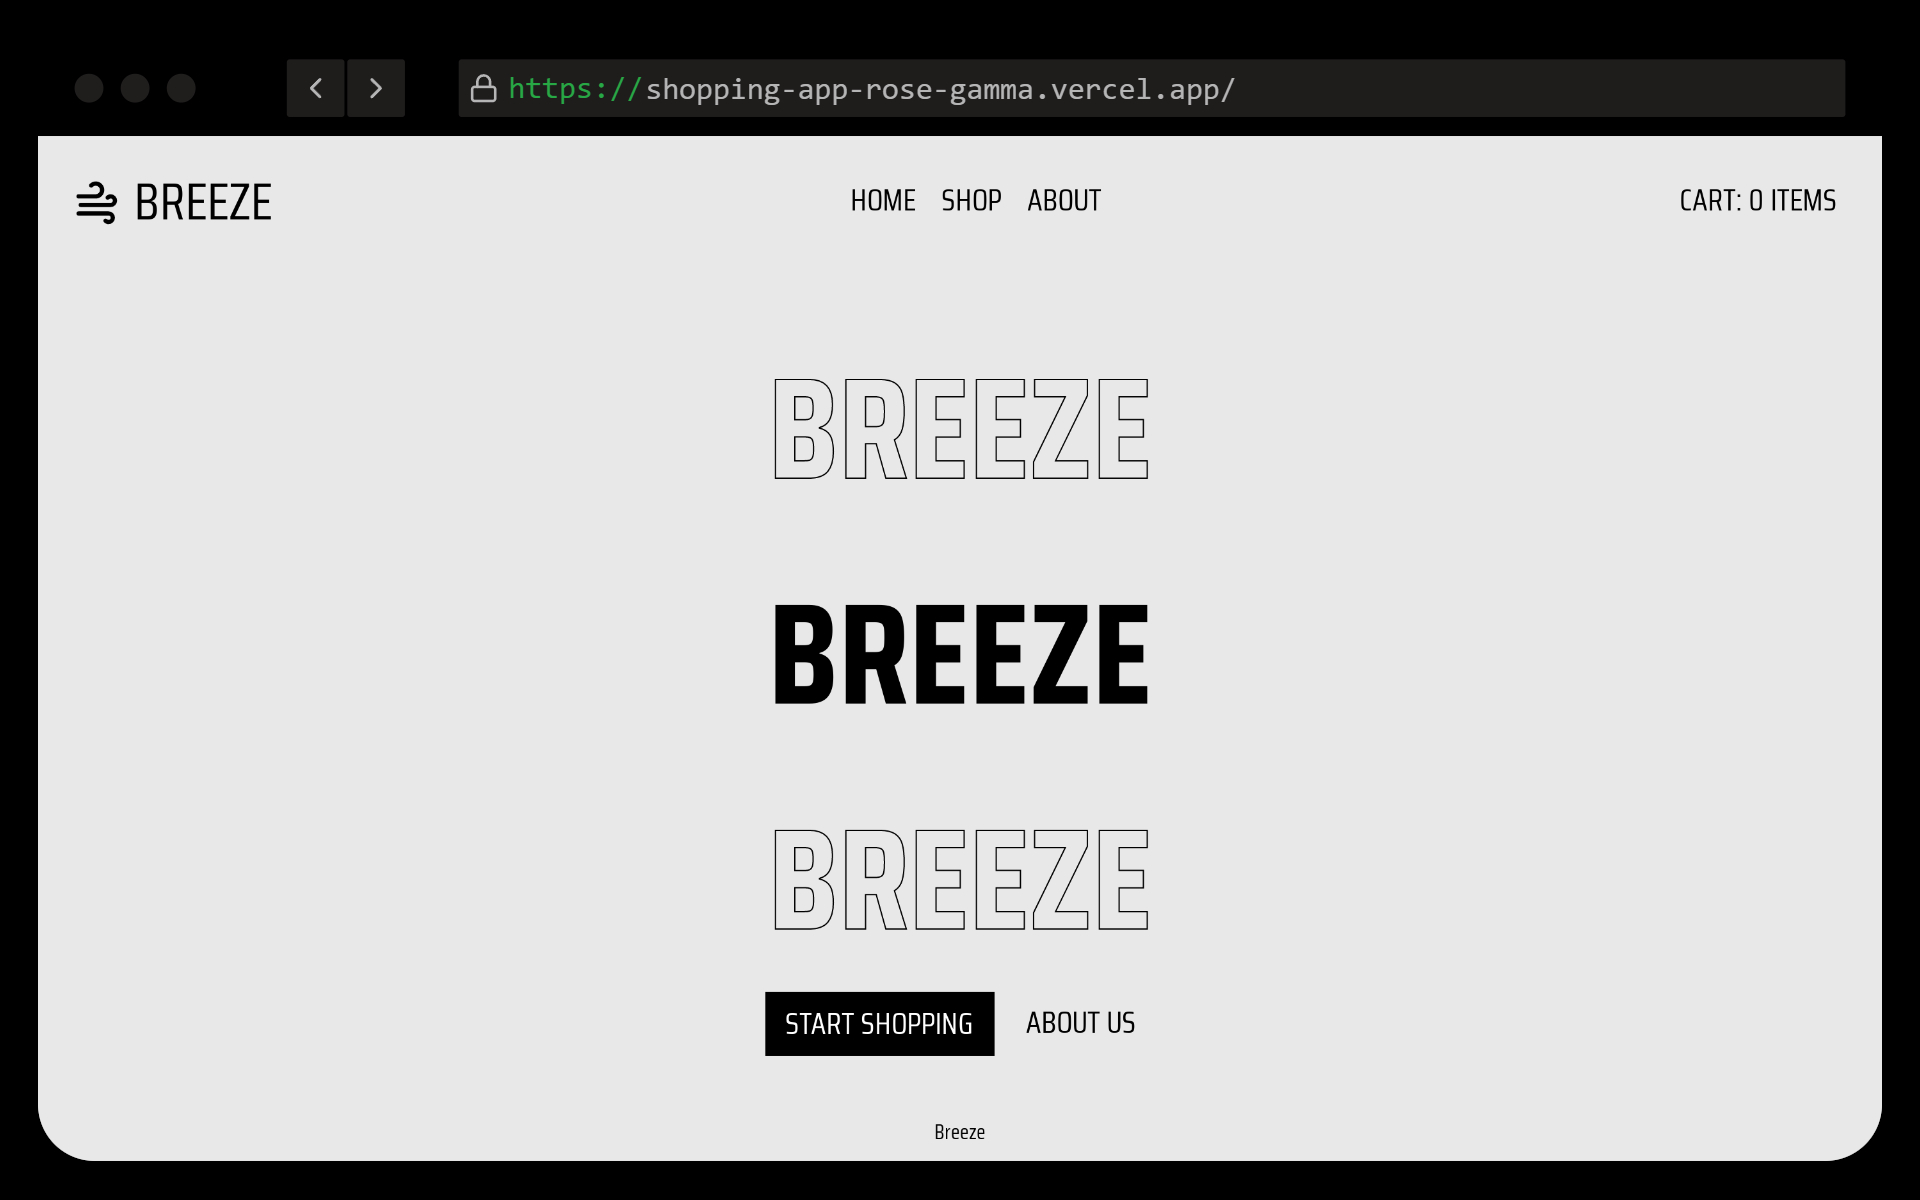 https://shopping-app-rose-gamma.vercel.app/
BREEZE HOME SHOP ABOUT CART: 0 ITEMS
BREEZE
BREEZE
BREEZE
START SHOPPING ABOUT US
Breeze